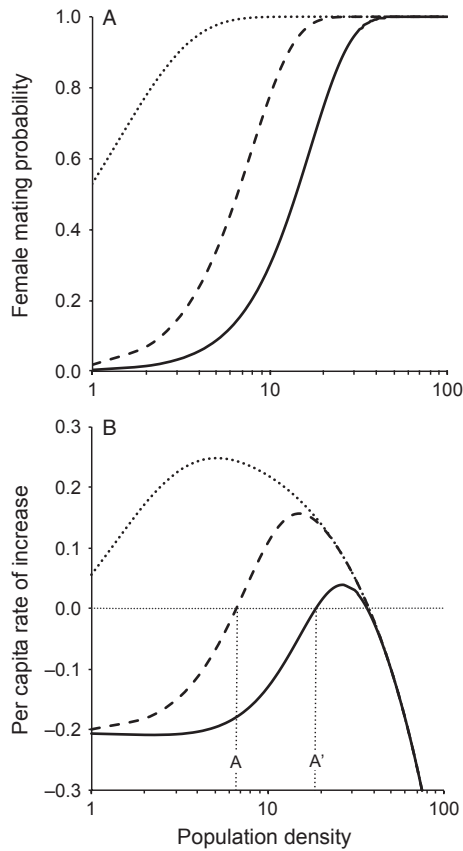 A
1.0
0.8
0.6
0.4
0.2
0.0
Female mating probability
1 10 100
B
0.3
0.2
0.1
0.0
–0.1
–0.2
–0.3
Per capita rate of increase
A A'
1 10 100
Population density